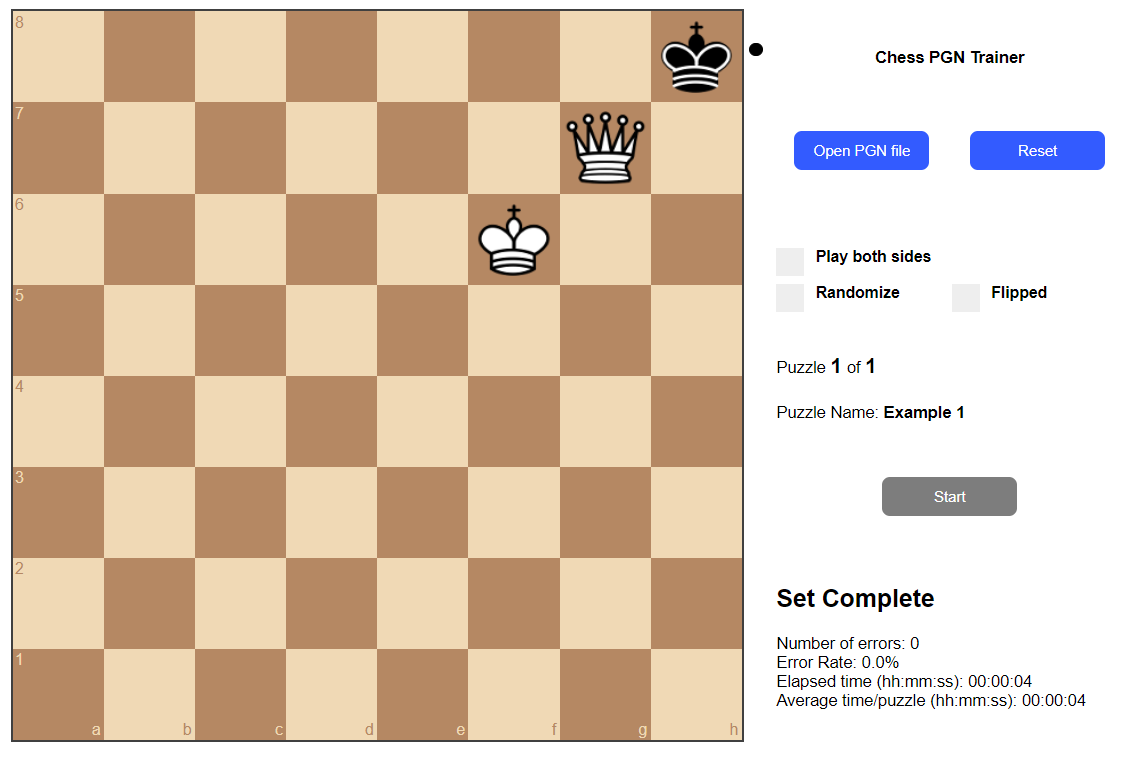 8
7
6
5
4
3
2
1
a b c d e f g h
Chess PGN Trainer
Open PGN file
Reset
Play both sides
Randomize
Flipped
Puzzle 1 of 1
Puzzle Name: Example 1
Start
Set Complete
Number of errors: 0
Error Rate: 0.0%
Elapsed time (hh:mm:ss): 00:00:04
Average time/puzzle (hh:mm:ss): 00:00:04